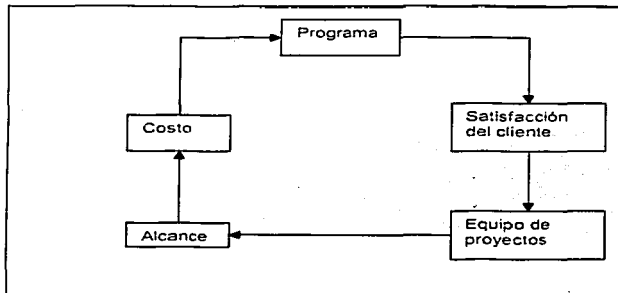 Programa
Costo
Satisfacción
del cliente
Alcance
Equipo de
proyectos